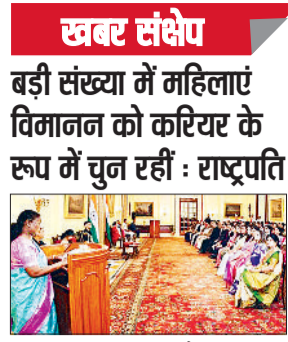 खबर संक्षेप
बड़ी संख्या में महिलाएं
विमानन को करियर के
रूप में चुन रहीं : राष्ट्रपति